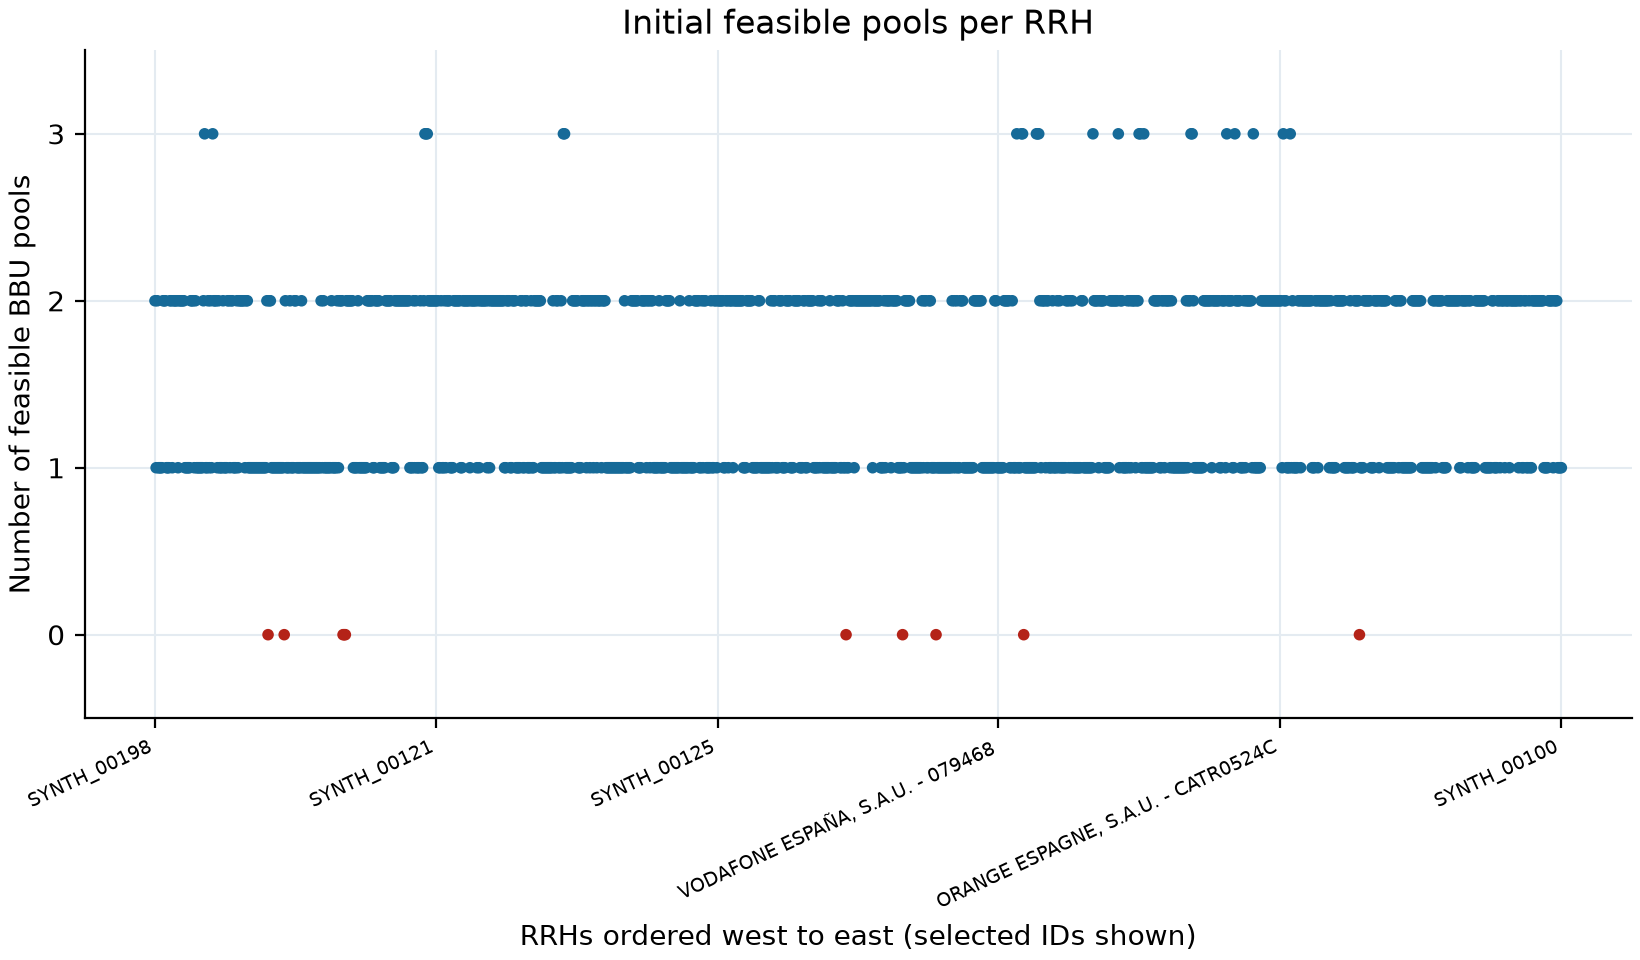 Initial feasible pools per RRH
Number of feasible BBU pools
3
2
1
0
SYNTH_00198
SYNTH_00121
SYNTH_00125
VODAFONE ESPAÑA, S.A.U. - 079468
ORANGE ESPAGNE, S.A.U. - CATR0524C
SYNTH_00100
RRHs ordered west to east (selected IDs shown)